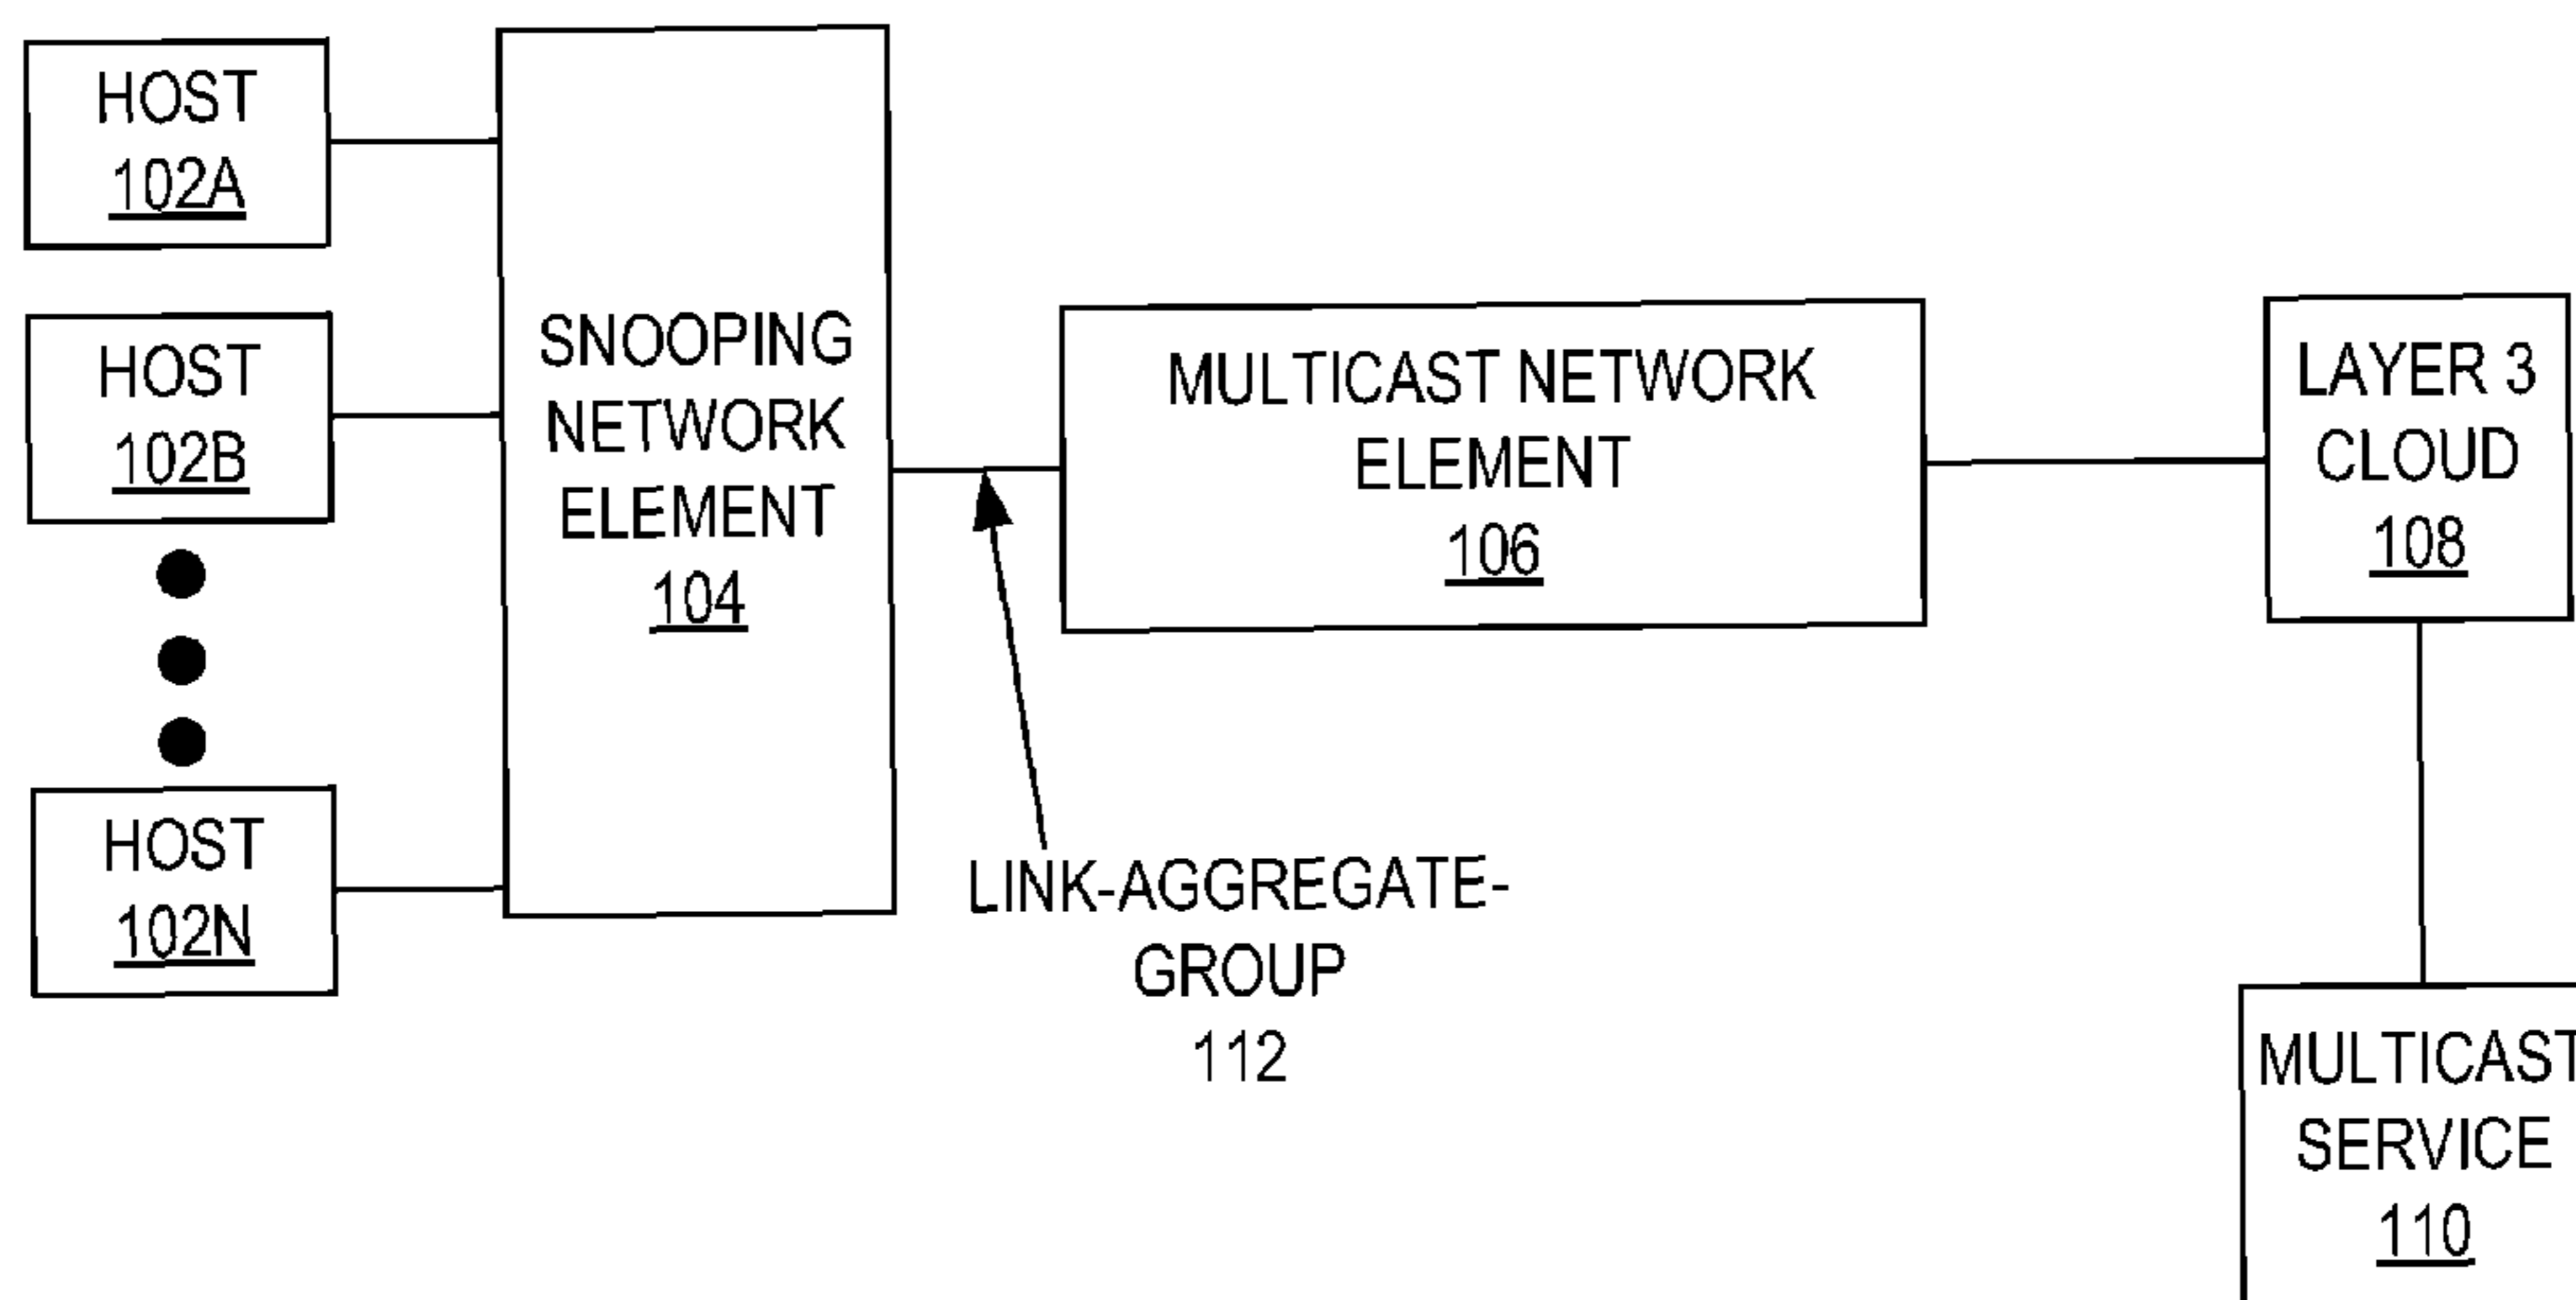 HOST
102A
HOST
102B
HOST
102N
SNOOPING
NETWORK
ELEMENT
104
LINK-AGGREGATE-
GROUP
112
MULTICAST NETWORK
ELEMENT
106
LAYER 3
CLOUD
108
MULTICAST
SERVICE
110